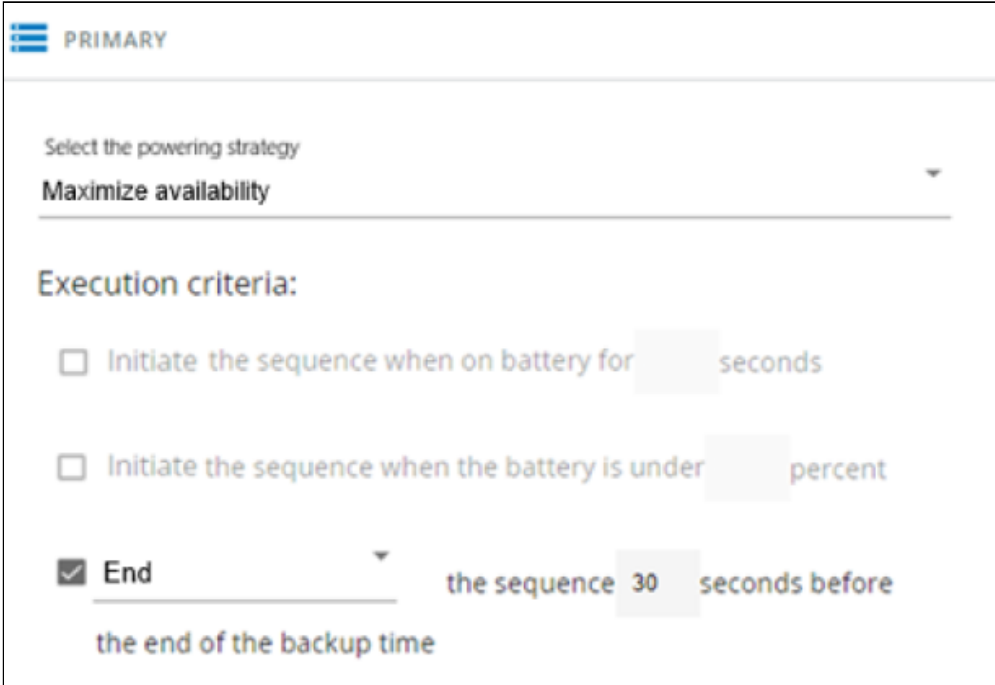 PRIMARY
Select the powering strategy
Maximize availability
Execution criteria:
Initiate the sequence when on battery for seconds
Initiate the sequence when the battery is under percent
End the sequence 30 seconds before
the end of the backup time